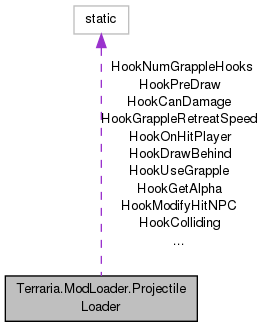 static
HookNumGrappleHooks
HookPreDraw
HookCanDamage
HookGrappleRetreatSpeed
HookOnHitPlayer
HookDrawBehind
HookUseGrapple
HookGetAlpha
HookModifyHitNPC
HookColliding
...
Terraria.ModLoader.Projectile
Loader